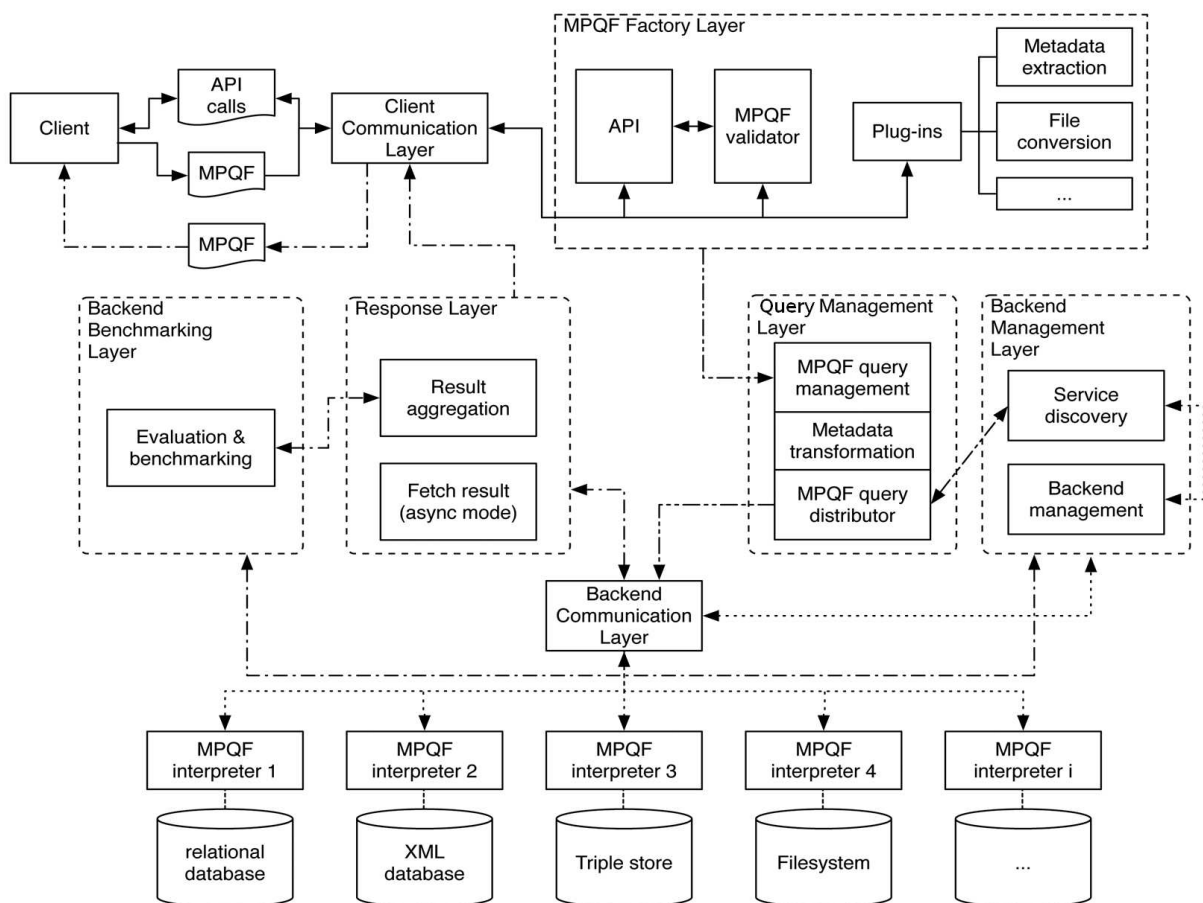 MPQF Factory Layer
Metadata
extraction
API
calls
Client
Client
Communication
Layer
API
MPQF
validator
Plug-ins
File
conversion
MPQF
...
MPQF
Backend
Benchmarking
Layer
Response Layer
Query Management
Layer
Backend
Management
Layer
MPQF query
management
Result
aggregation
Service
discovery
Evaluation &
benchmarking
Metadata
transformation
Fetch result
(async mode)
MPQF query
distributor
Backend
management
Backend
Communication
Layer
MPQF
interpreter 1
MPQF
interpreter 2
MPQF
interpreter 3
MPQF
interpreter 4
MPQF
interpreter i
relational
database
XML
database
Triple store
Filesystem
...